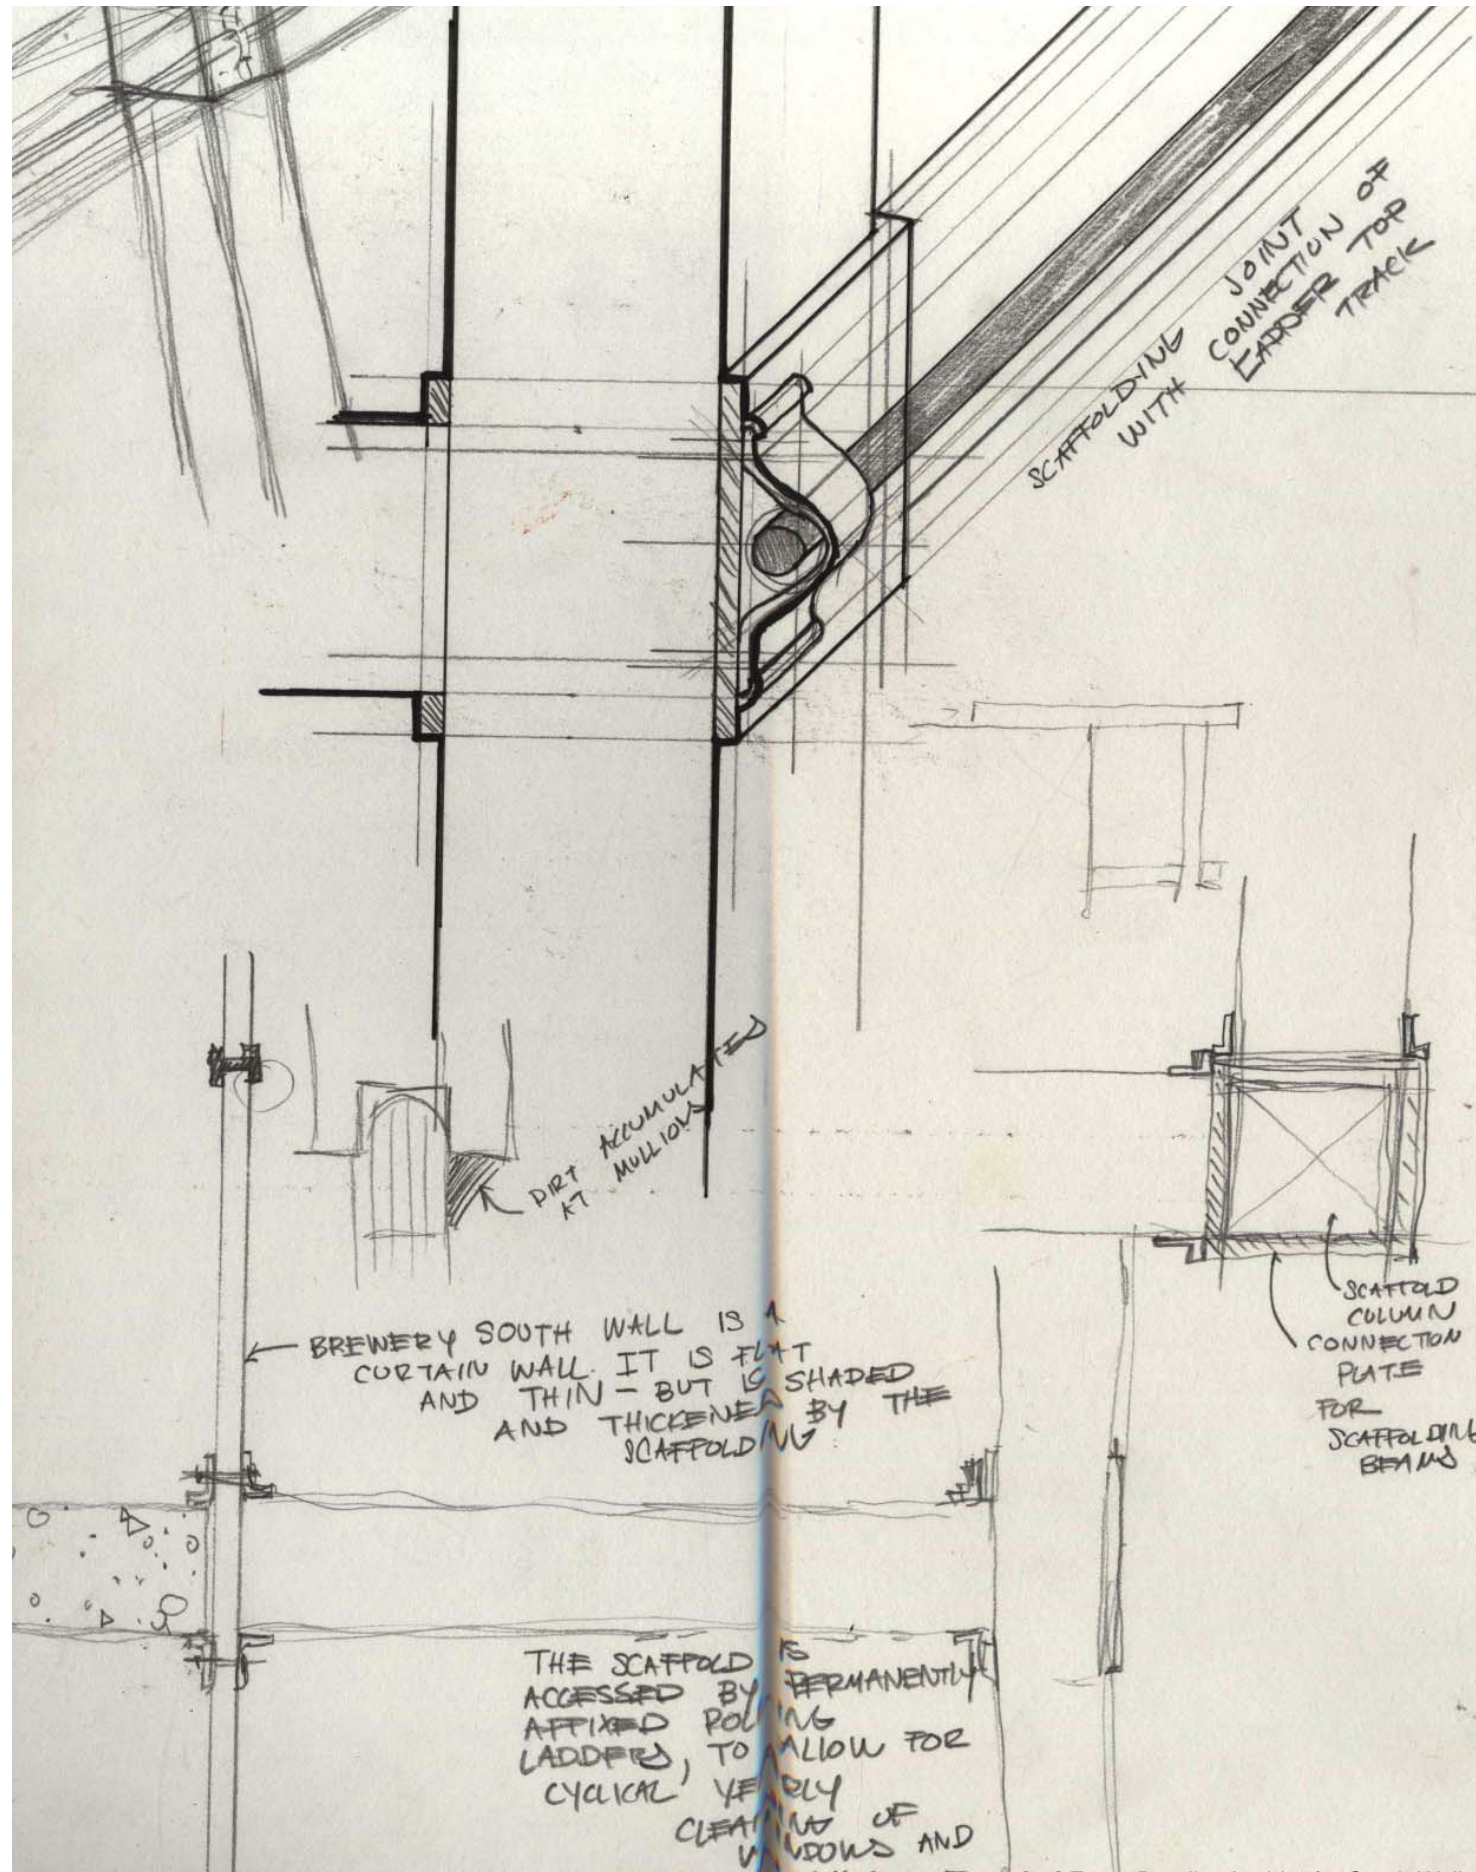 SCAFFOLDING
WITH
JOINT
CONNECTION OF
LADDER TOP
TRACK
DIRT ACCUMULATED
AT MULLIONS
BREWERY SOUTH WALL IS A
CURTAIN WALL. IT IS FLAT
AND THIN - BUT IS SHADED
AND THICKENED BY THE
SCAFFOLDING
SCAFFOLD
COLUMN
CONNECTION
PLATE
FOR
SCAFFOLDING
BEAMS
THE SCAFFOLD IS
ACCESSED BY PERMANENTLY
AFFIXED ROLLING
LADDERS, TO ALLOW FOR
CYCLICAL YEARLY
CLEANING OF
WINDOWS AND